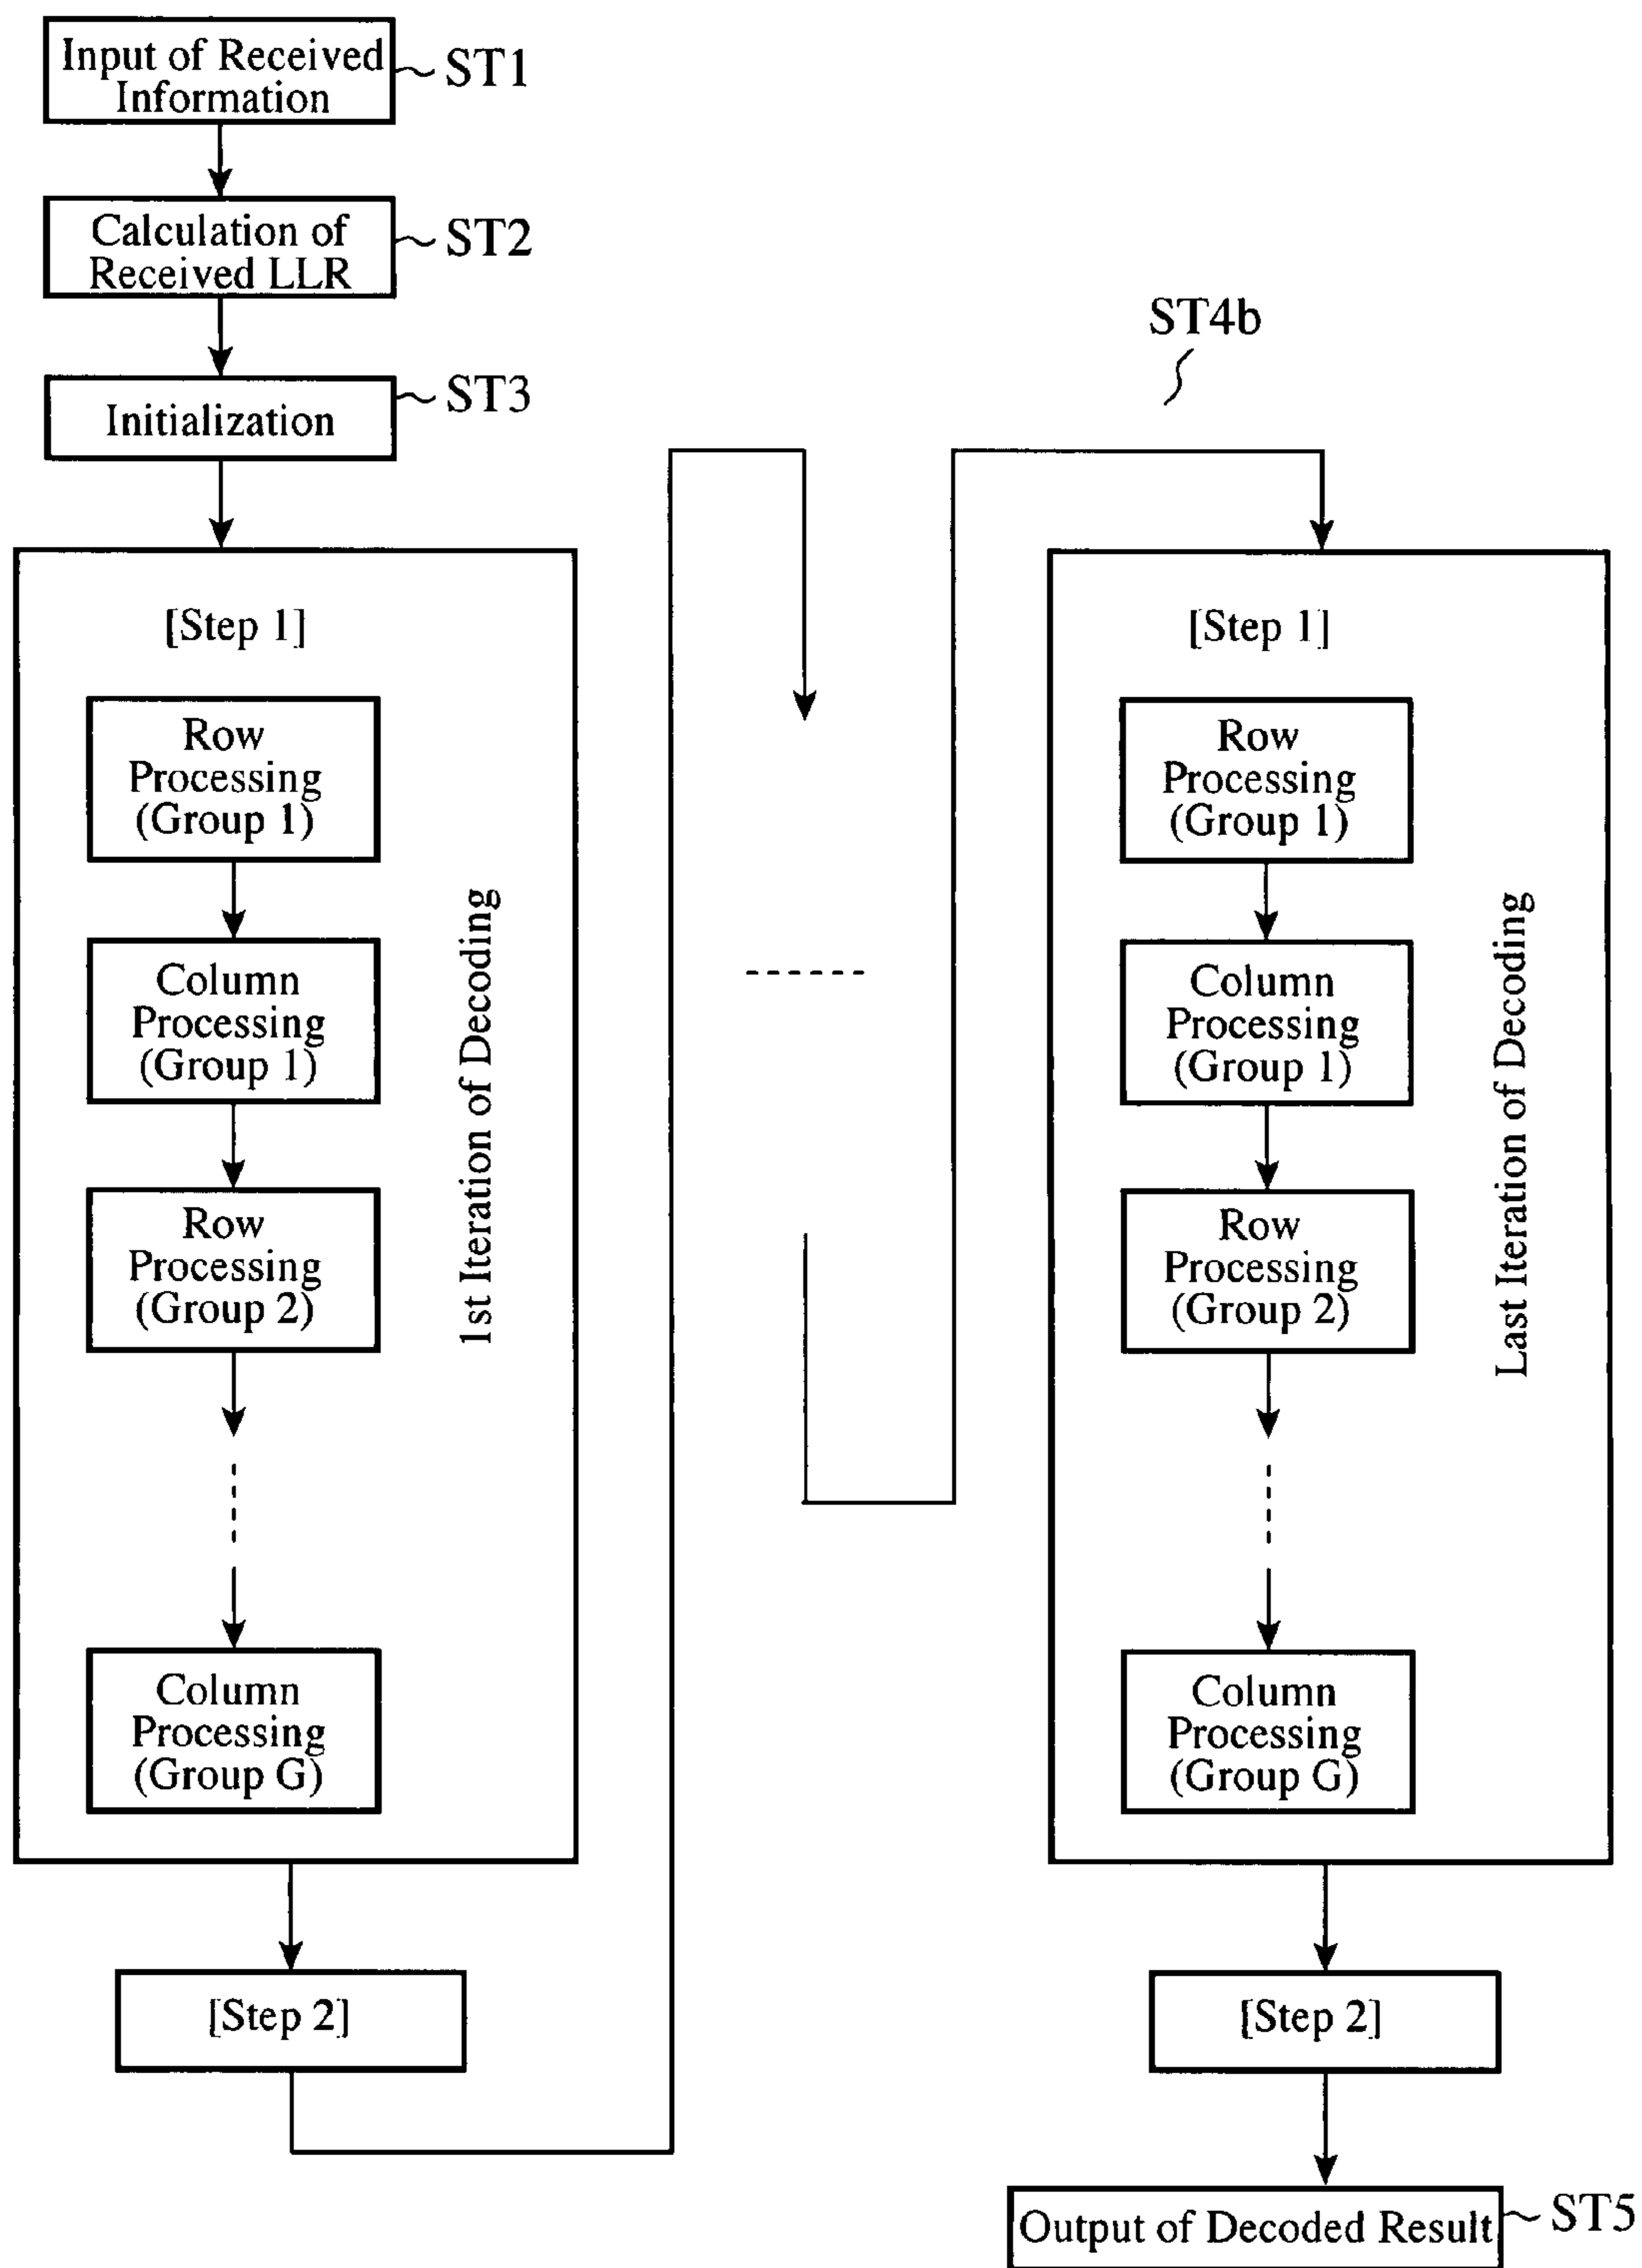 Input of Received
Information
ST1
Calculation of
Received LLR
ST2
Initialization
ST3
[Step 1]
Row
Processing
(Group 1)
Column
Processing
(Group 1)
Row
Processing
(Group 2)
Column
Processing
(Group G)
1st Iteration of Decoding
[Step 2]
ST4b
[Step 1]
Row
Processing
(Group 1)
Column
Processing
(Group 1)
Row
Processing
(Group 2)
Column
Processing
(Group G)
Last Iteration of Decoding
[Step 2]
Output of Decoded Result
ST5